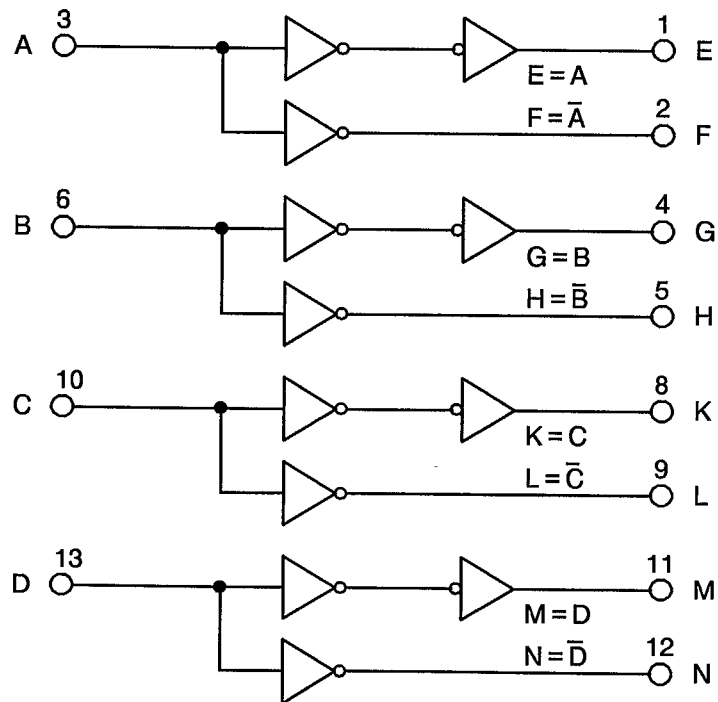 3 1
A E
E = A
F = A̅ 2
F
6 4
B G
G = B
H = B̅ 5
H
10 8
C K
K = C
L = C̅ 9
L
13 11
D M
M = D
N = D̅ 12
N